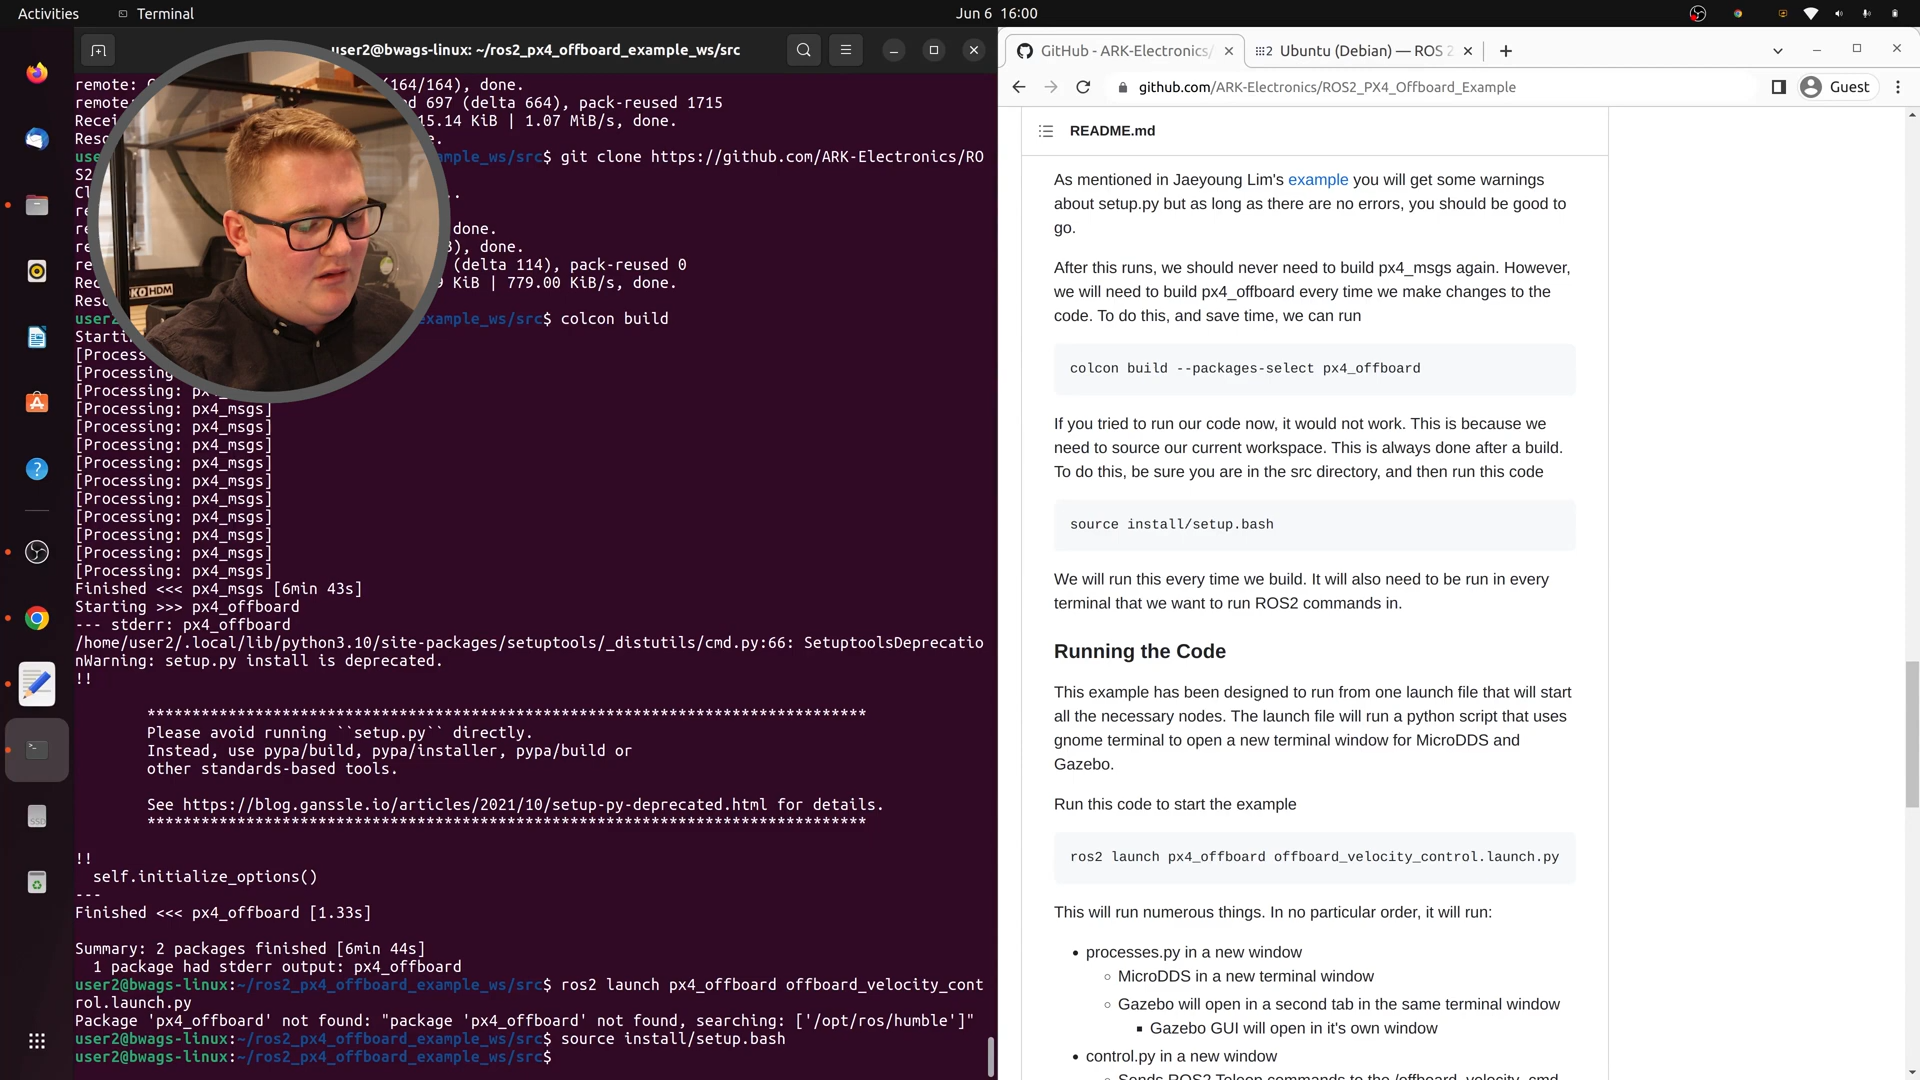 Activities
Terminal
Jun 6 16:00
user2@bwags-linux: ~/ros2_px4_offboard_example_ws/src
(164/164), done.
d 697 (delta 664), pack-reused 1715
15.14 KiB | 1.07 MiB/s, done.
ample_ws/src$ git clone https://github.com/ARK-Electronics/RO
S2
done.
), done.
(delta 114), pack-reused 0
KiB | 779.00 KiB/s, done.
Reso
user2 example_ws/src$ colcon build
Starti
[Process
[Processing
[Processing: px4_
[Processing: px4_msgs]
[Processing: px4_msgs]
[Processing: px4_msgs]
[Processing: px4_msgs]
[Processing: px4_msgs]
[Processing: px4_msgs]
[Processing: px4_msgs]
[Processing: px4_msgs]
[Processing: px4_msgs]
[Processing: px4_msgs]
Finished <<< px4_msgs [6min 43s]
Starting >>> px4_offboard
--- stderr: px4_offboard
/home/user2/.local/lib/python3.10/site-packages/setuptools/_distutils/cmd.py:66: SetuptoolsDeprecatio
nWarning: setup.py install is deprecated.
!!
********************************************************************************
Please avoid running ``setup.py`` directly.
Instead, use pypa/build, pypa/installer, pypa/build or
other standards-based tools.
See https://blog.ganssle.io/articles/2021/10/setup-py-deprecated.html for details.
********************************************************************************
!!
self.initialize_options()
---
Finished <<< px4_offboard [1.33s]
Summary: 2 packages finished [6min 44s]
1 package had stderr output: px4_offboard
user2@bwags-linux:~/ros2_px4_offboard_example_ws/src$ ros2 launch px4_offboard offboard_velocity_cont
rol.launch.py
Package 'px4_offboard' not found: "package 'px4_offboard' not found, searching: ['/opt/ros/humble']"
user2@bwags-linux:~/ros2_px4_offboard_example_ws/src$ source install/setup.bash
user2@bwags-linux:~/ros2_px4_offboard_example_ws/src$
GitHub - ARK-Electronics/
Ubuntu (Debian) — ROS 2
github.com/ARK-Electronics/ROS2_PX4_Offboard_Example
Guest
README.md
As mentioned in Jaeyoung Lim's example you will get some warnings
about setup.py but as long as there are no errors, you should be good to
go.
After this runs, we should never need to build px4_msgs again. However,
we will need to build px4_offboard every time we make changes to the
code. To do this, and save time, we can run
colcon build --packages-select px4_offboard
If you tried to run our code now, it would not work. This is because we
need to source our current workspace. This is always done after a build.
To do this, be sure you are in the src directory, and then run this code
source install/setup.bash
We will run this every time we build. It will also need to be run in every
terminal that we want to run ROS2 commands in.
Running the Code
This example has been designed to run from one launch file that will start
all the necessary nodes. The launch file will run a python script that uses
gnome terminal to open a new terminal window for MicroDDS and
Gazebo.
Run this code to start the example
ros2 launch px4_offboard offboard_velocity_control.launch.py
This will run numerous things. In no particular order, it will run:
processes.py in a new window
MicroDDS in a new terminal window
Gazebo will open in a second tab in the same terminal window
Gazebo GUI will open in it's own window
control.py in a new window
Sends ROS2 Teleop commands to the /offboard_velocity_cmd